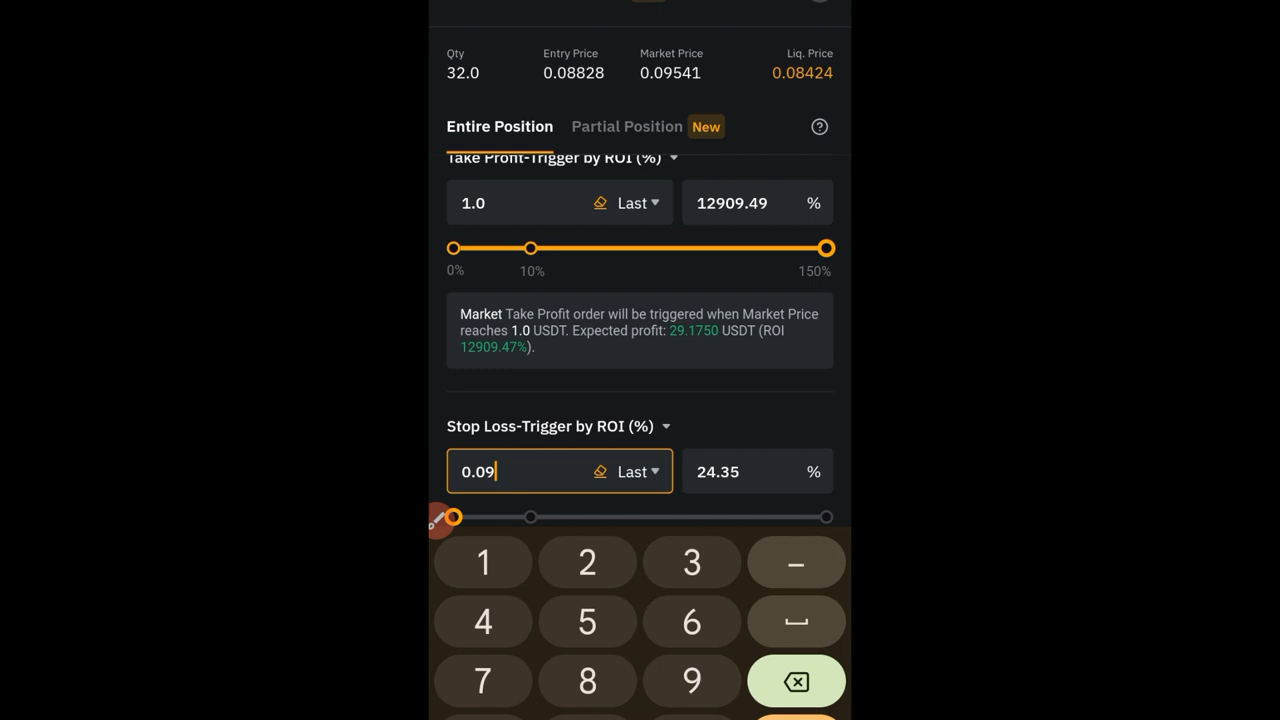 Qty Entry Price Market Price Liq. Price
32.0 0.08828 0.09541 0.08424
Entire Position Partial Position New
Take Profit-Trigger by ROI (%)
1.0 Last 12909.49 %
0% 10% 150%
Market Take Profit order will be triggered when Market Price
reaches 1.0 USDT. Expected profit: 29.1750 USDT (ROI
12909.47%).
Stop Loss-Trigger by ROI (%)
0.09 Last 24.35 %
1 2 3 –
4 5 6
7 8 9